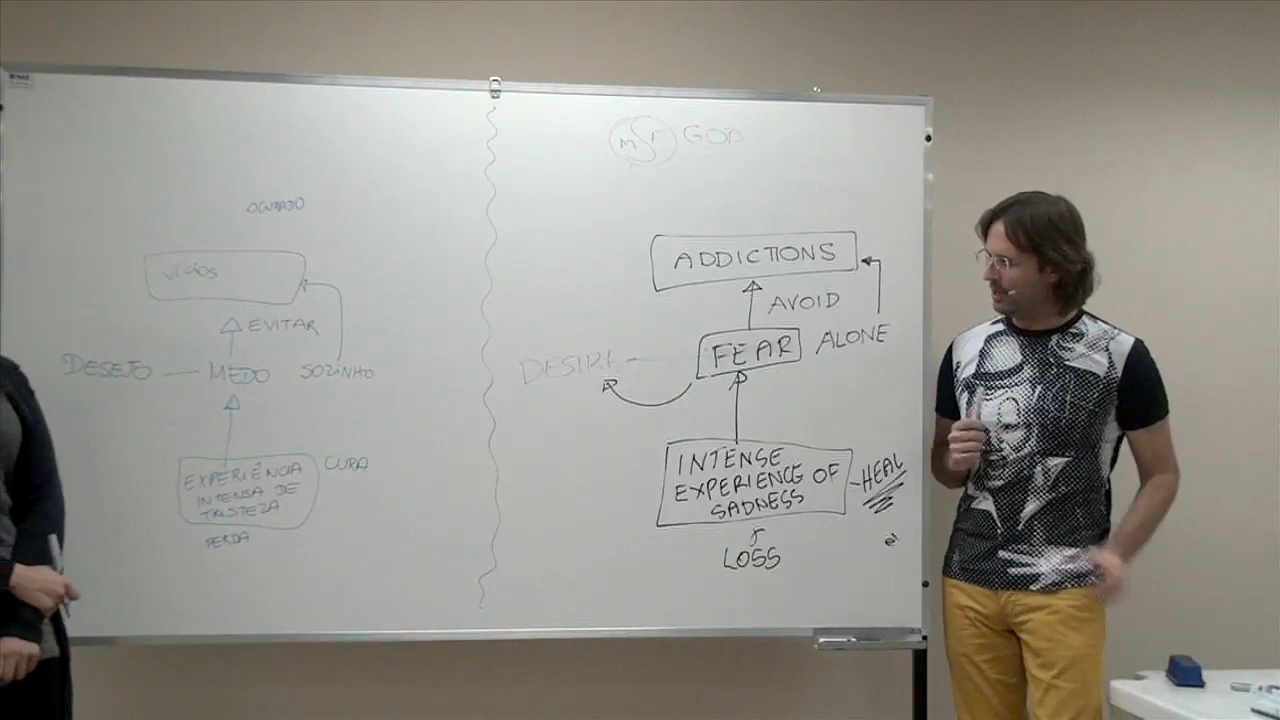 OCUPADO
VÍCIOS
EVITAR
DESEJO — MEDO SOZINHO
EXPERIÊNCIA
INTENSA DE
TRISTEZA
CURA
PERDA
GOD
ADDICTIONS
AVOID
DESIRE
FEAR
ALONE
INTENSE
EXPERIENCE OF
SADNESS
-HEAL
LOSS